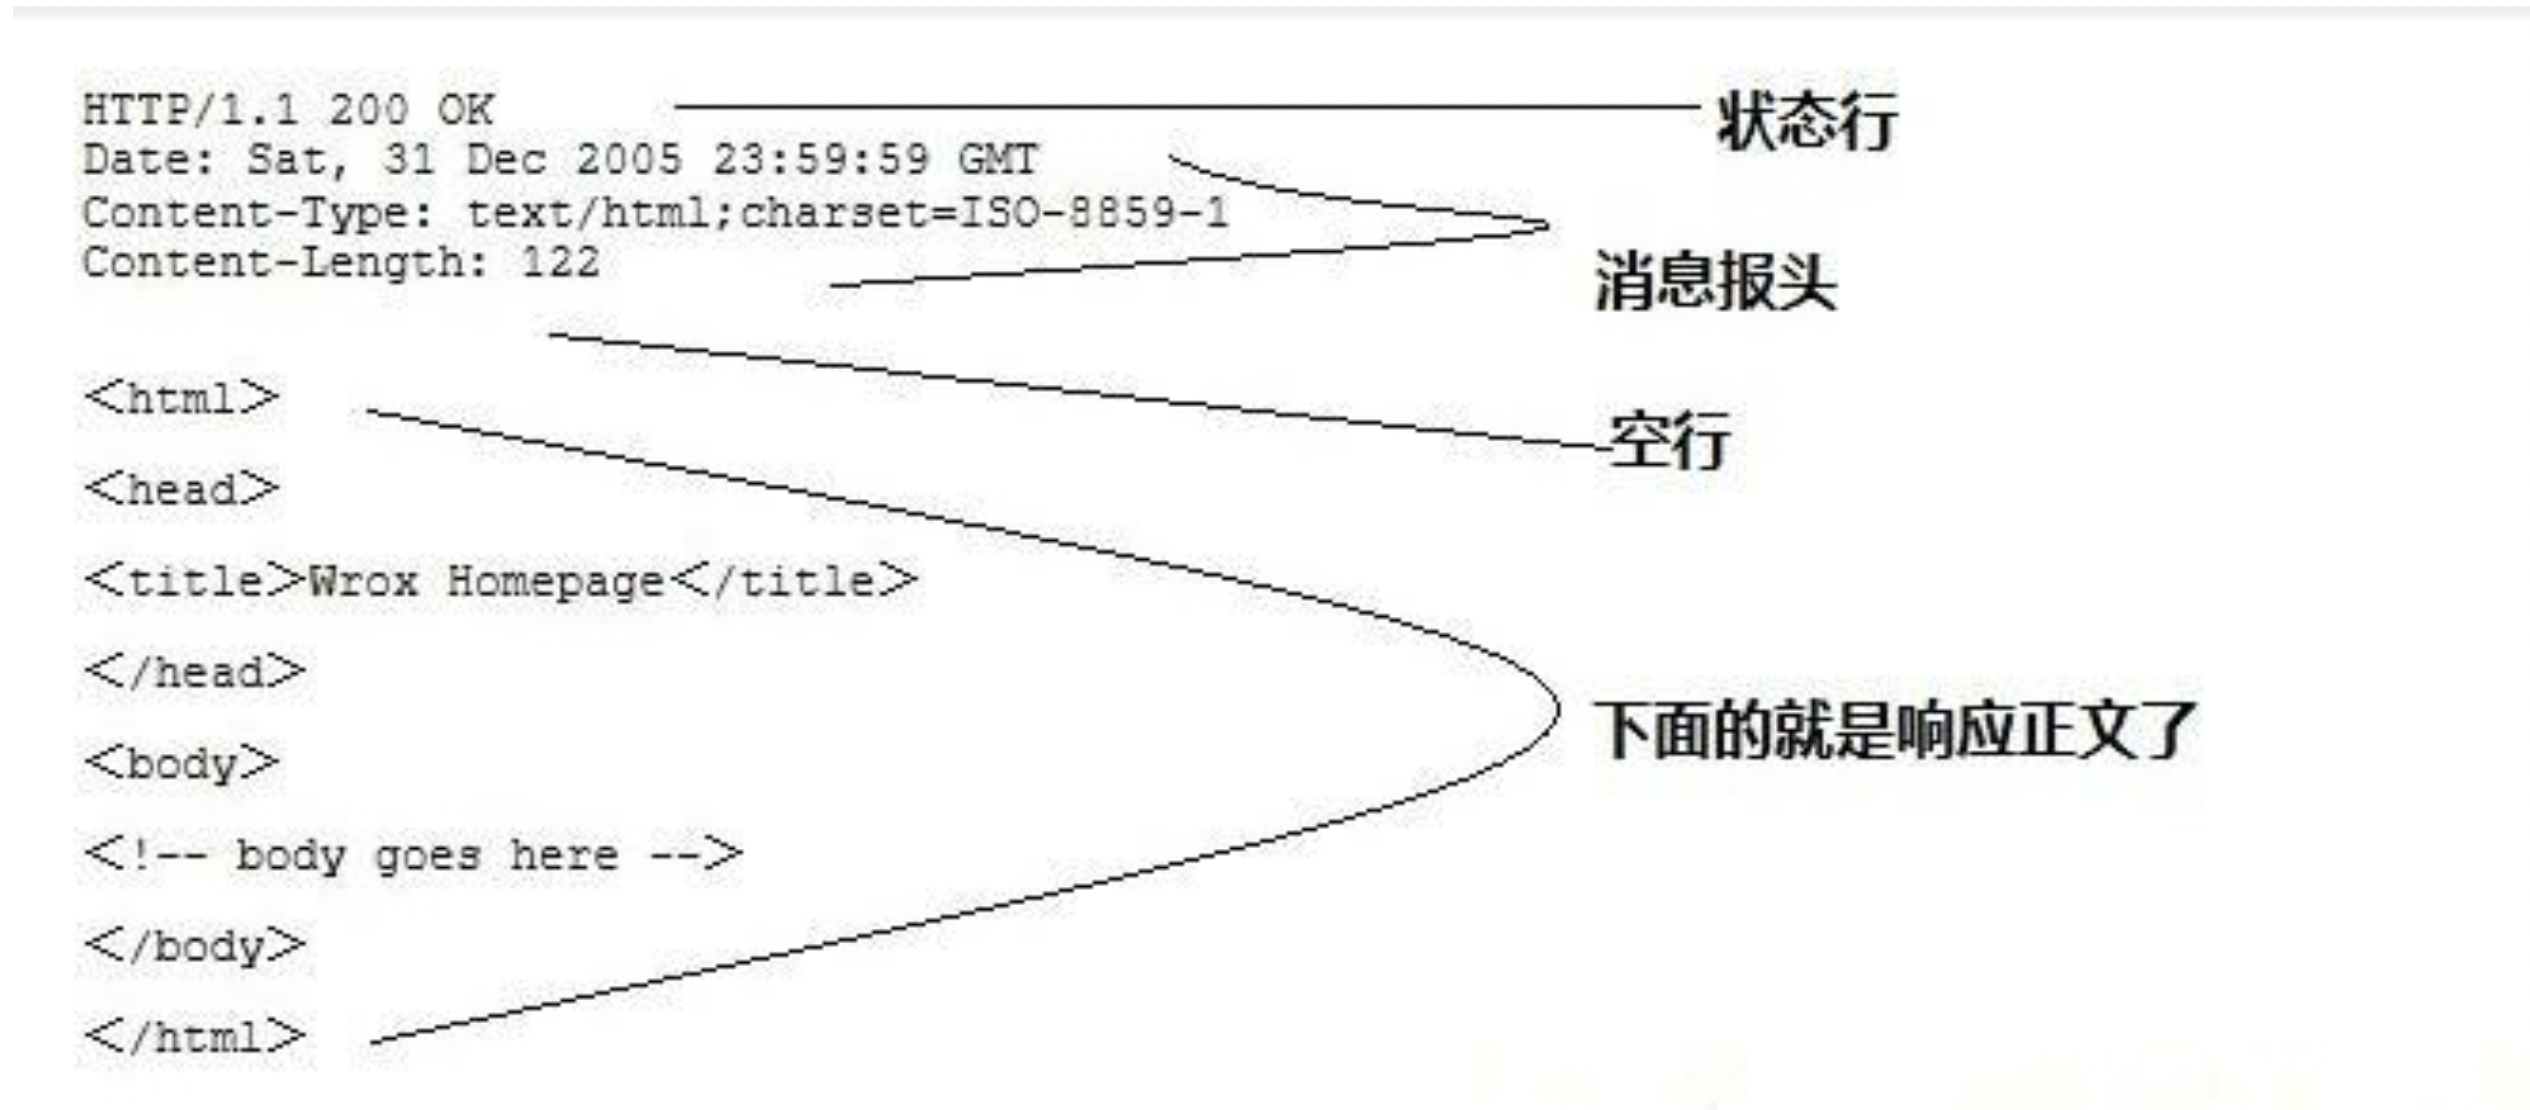 HTTP/1.1 200 OK
状态行
Date: Sat, 31 Dec 2005 23:59:59 GMT
Content-Type: text/html;charset=ISO-8859-1
Content-Length: 122
消息报头
空行
<html>
<head>
<title>Wrox Homepage</title>
</head>
下面的就是响应正文了
<body>
<!-- body goes here -->
</body>
</html>